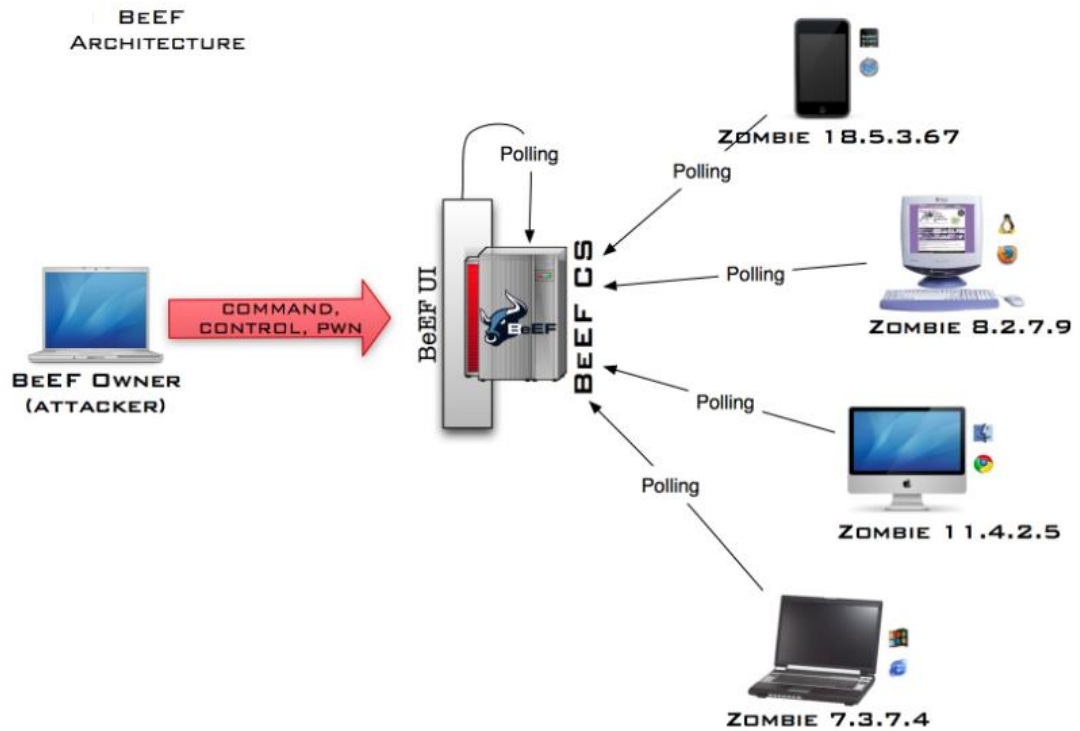 BeEF
Architecture
Zombie 18.5.3.67
Polling
Polling
Polling
Zombie 8.2.7.9
BeEF UI
BeEF
BeEF CS
COMMAND,
CONTROL, PWN
BeEF Owner
(attacker)
Polling
Zombie 11.4.2.5
Polling
Zombie 7.3.7.4